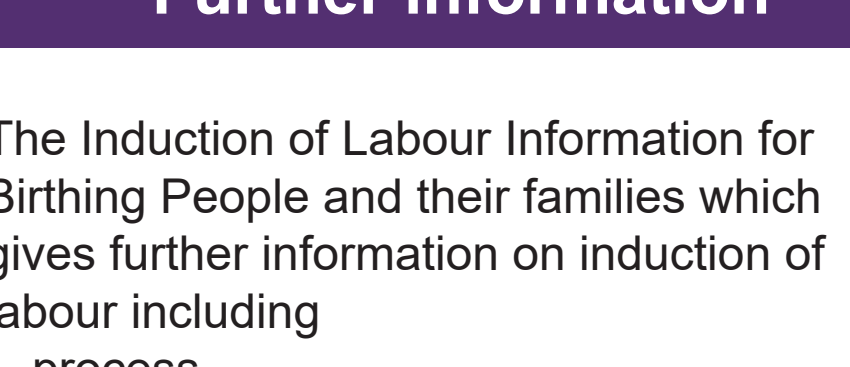 Further Information
The Induction of Labour Information for
Birthing People and their families which
gives further information on induction of
labour including
process